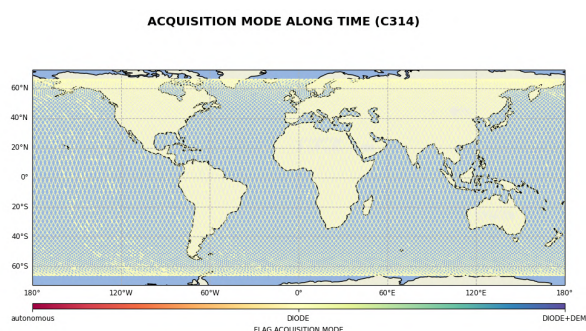 ACQUISITION MODE ALONG TIME (C314)
60°N
40°N
20°N
0°
20°S
40°S
60°S
180° 120°W 60°W 0° 60°E 120°E 180°
autonomous DIODE DIODE+DEM
FLAG ACQUISITION MODE